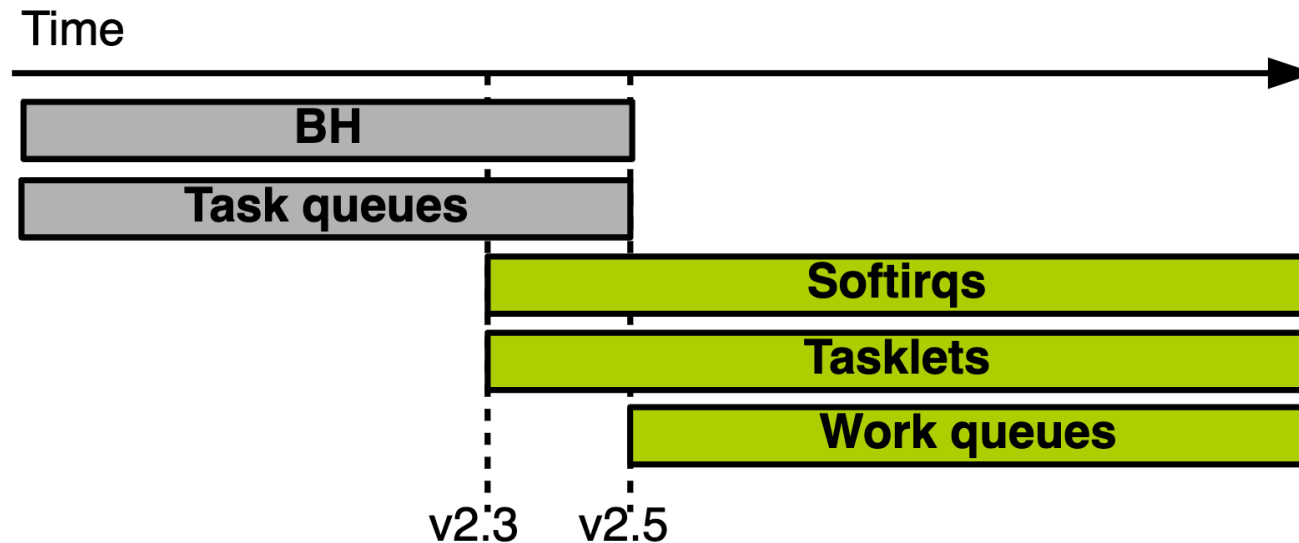 Time
BH
Task queues
Softirqs
Tasklets
Work queues
v2.3 v2.5